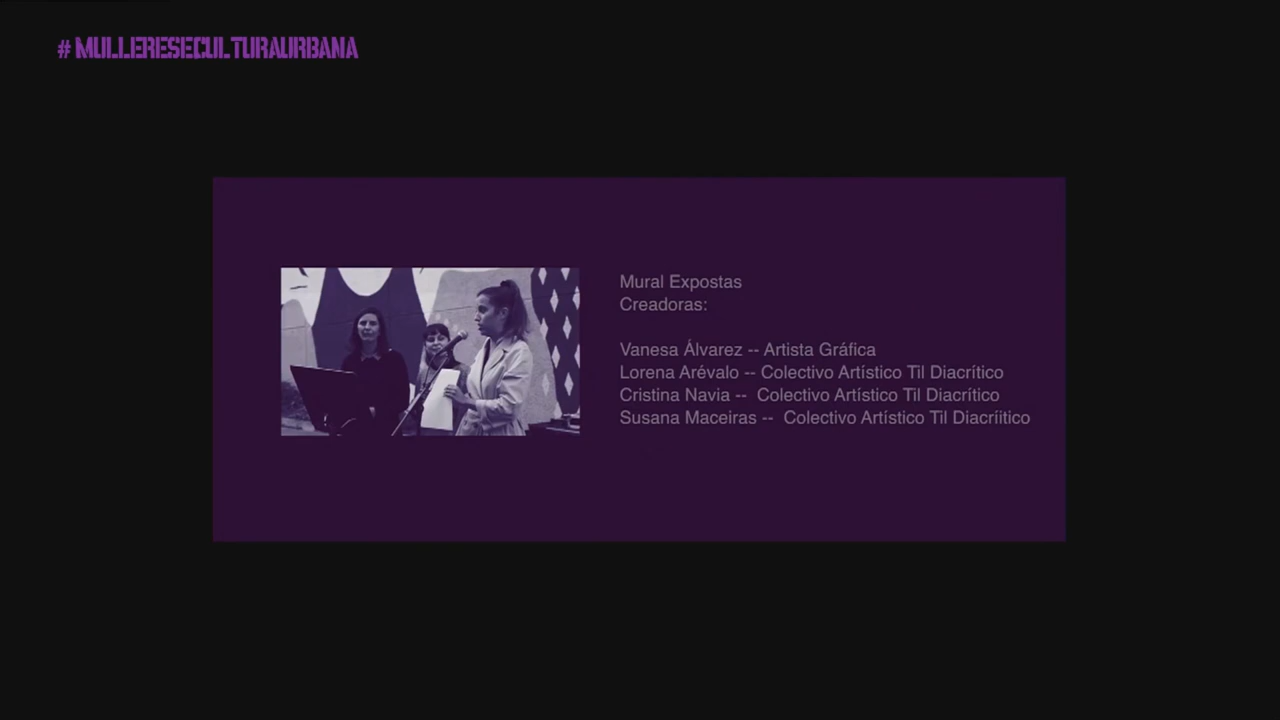 # MULLERESECULTURAURBANA
Mural Expostas
Creadoras:
Vanesa Álvarez -- Artista Gráfica
Lorena Arévalo -- Colectivo Artístico Til Diacrítico
Cristina Navia -- Colectivo Artístico Til Diacrítico
Susana Maceiras -- Colectivo Artístico Til Diacriítico